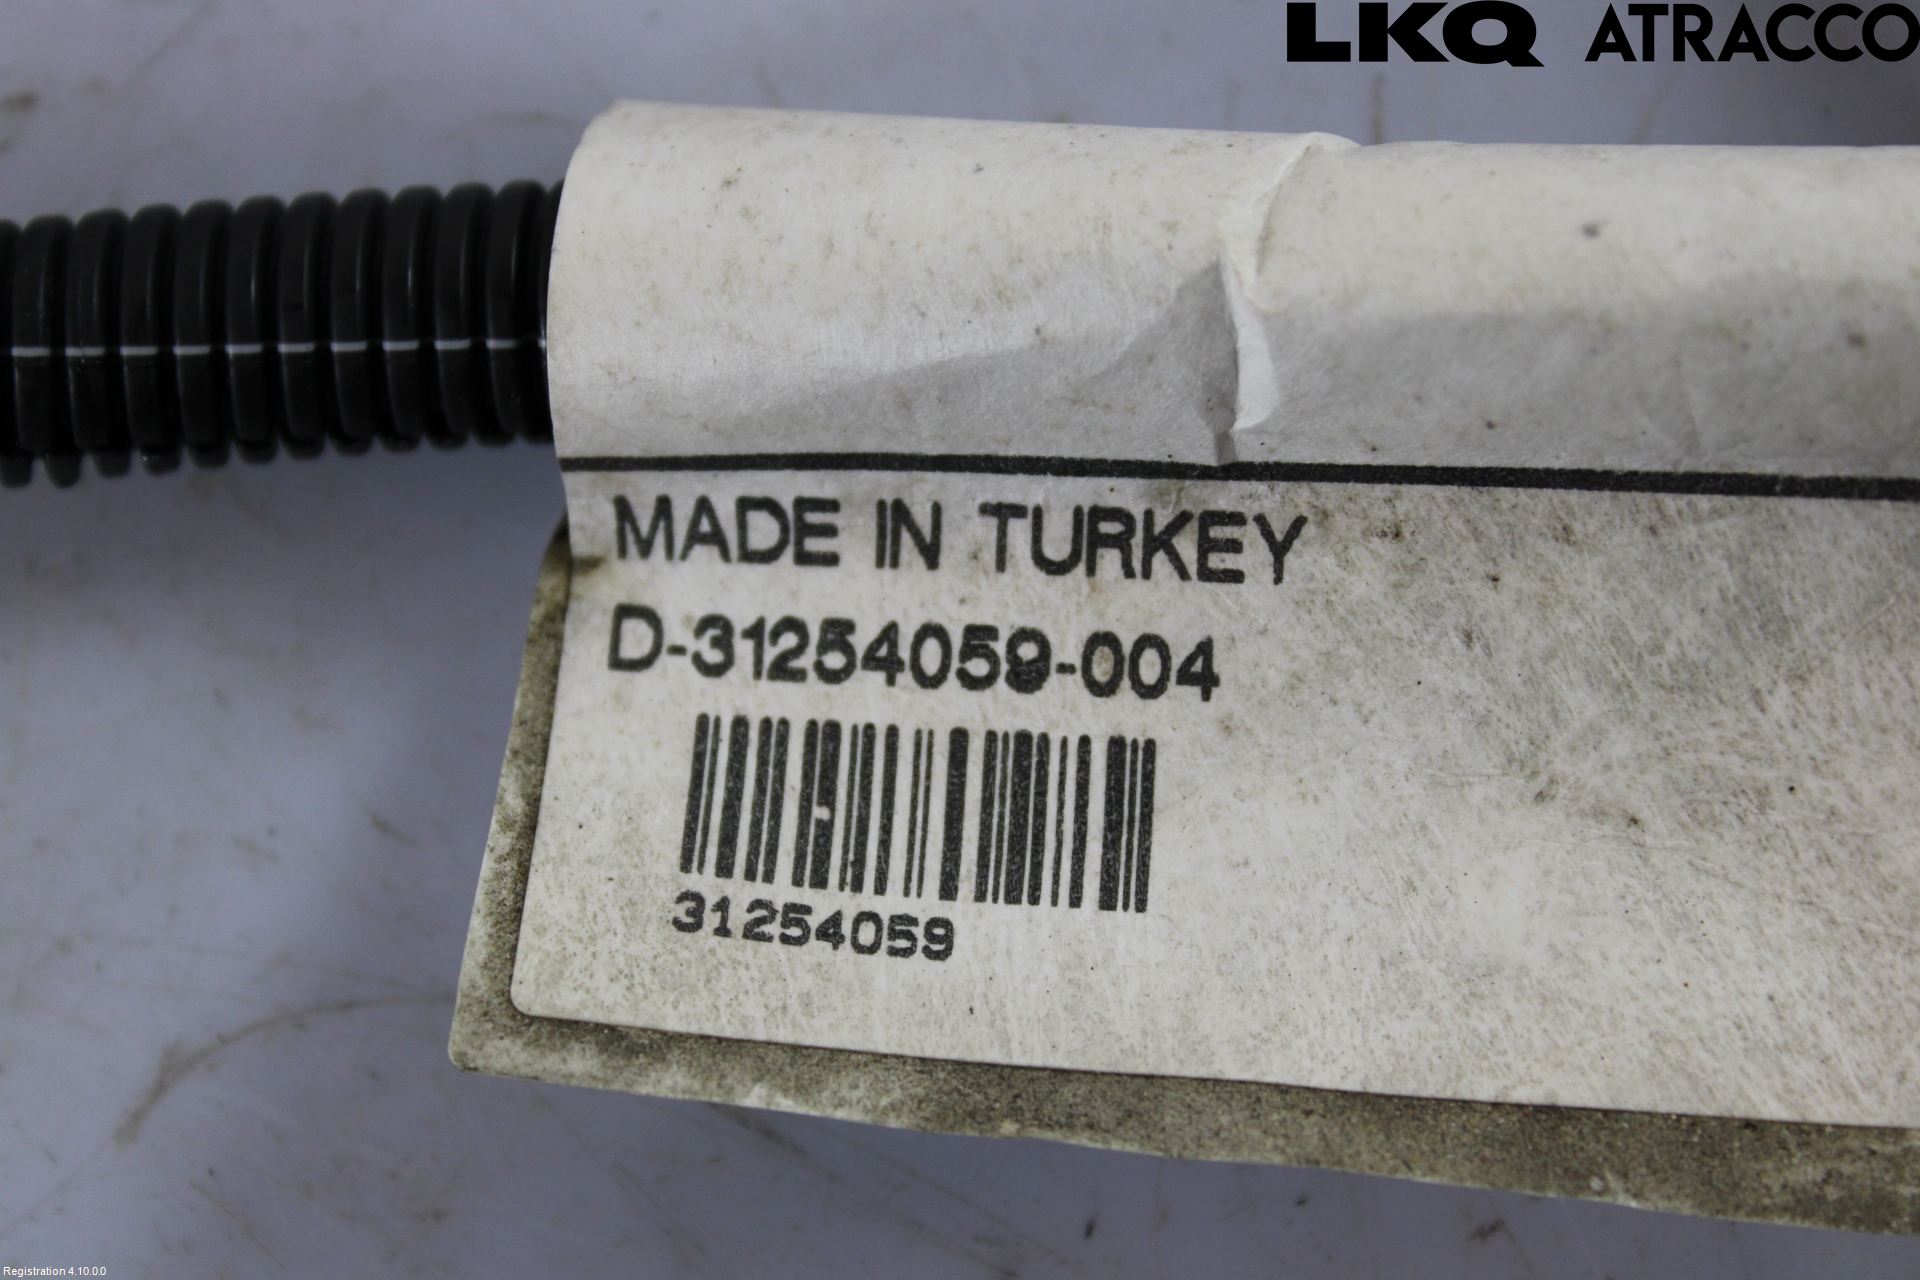 LKQ ATRACCO
MADE IN TURKEY
D-31254059-004
31254059
Registration 4.10.0.0